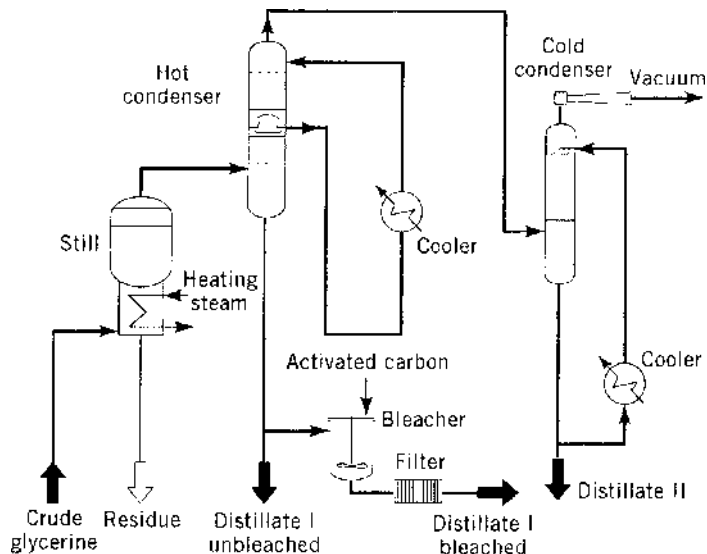 Hot
condenser
Cold
condenser
Vacuum
Still
Heating
steam
Cooler
Activated carbon
Cooler
Bleacher
Filter
Crude
glycerine
Residue
Distillate I
unbleached
Distillate I
bleached
Distillate II